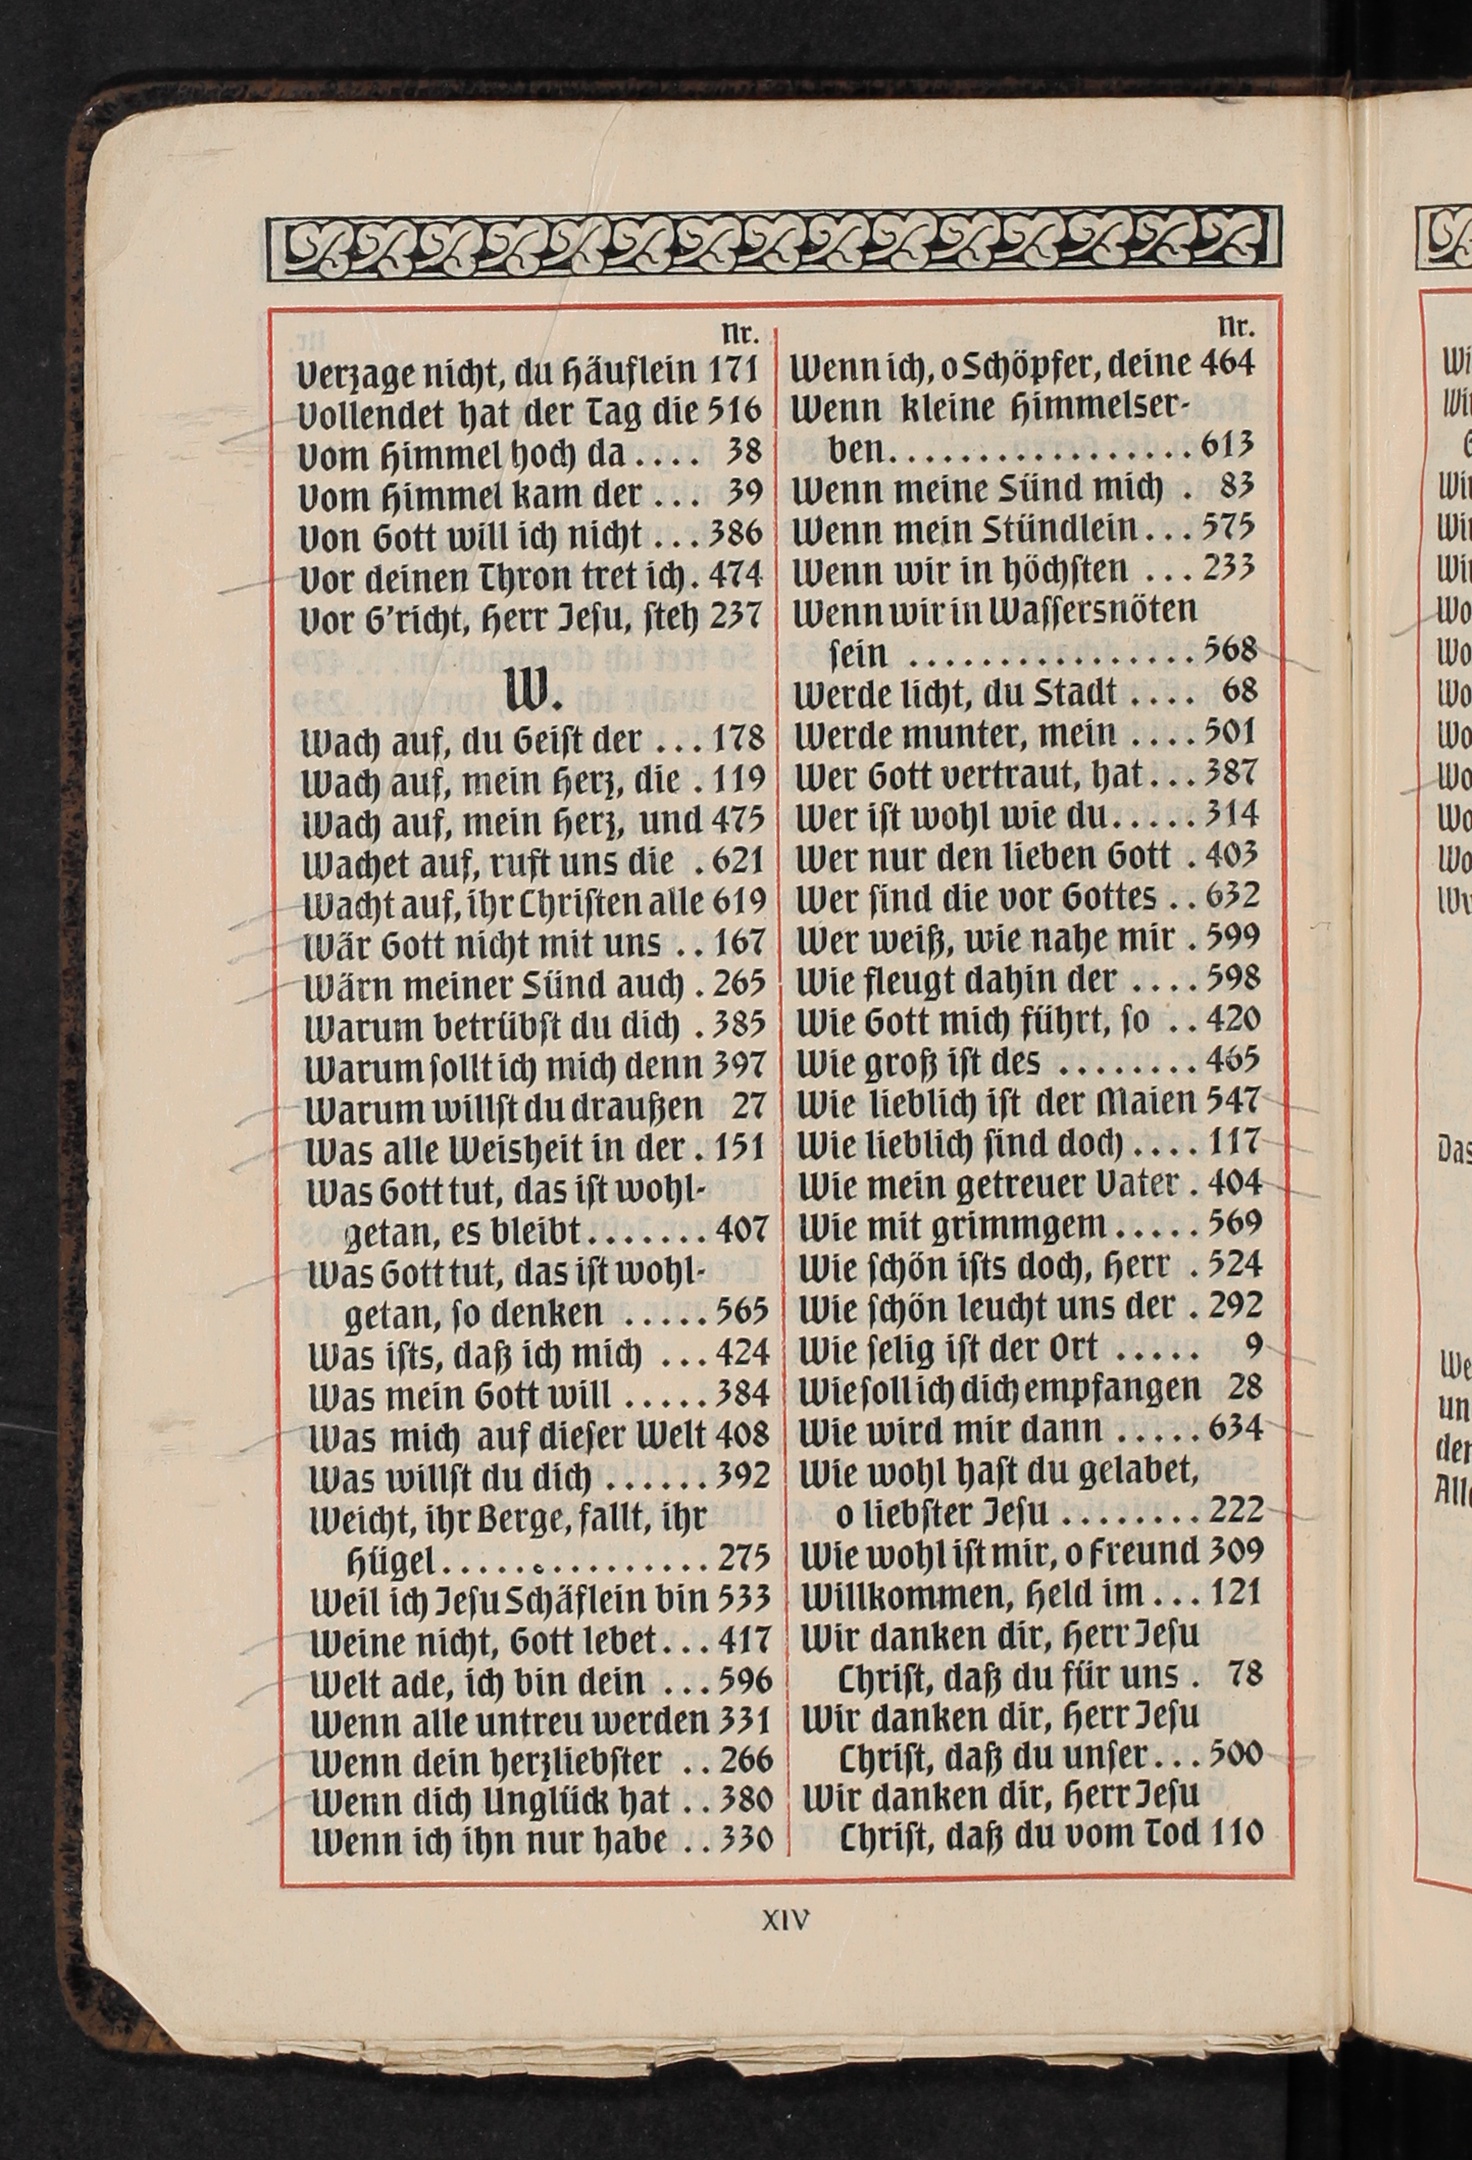 Nr.
Verzage nicht, du Häuflein 171
Vollendet hat der Tag die 516
Vom Himmel hoch da .... 38
Vom Himmel kam der ... 39
Von Gott will ich nicht ... 386
Vor deinen Thron tret ich . 474
Vor G'richt, Herr Jeſu, ſteh 237
W.
Wach auf, du Geiſt der ... 178
Wach auf, mein Herz, die . 119
Wach auf, mein Herz, und 475
Wachet auf, ruft uns die . 621
Wacht auf, ihr Chriſten alle 619
Wär Gott nicht mit uns .. 167
Wärn meiner Sünd auch . 265
Warum betrübſt du dich . 385
Warum ſollt ich mich denn 397
Warum willſt du draußen 27
Was alle Weisheit in der . 151
Was Gott tut, das iſt wohl-
getan, es bleibt ....... 407
Was Gott tut, das iſt wohl-
getan, ſo denken ..... 565
Was iſts, daß ich mich ... 424
Was mein Gott will ..... 384
Was mich auf dieſer Welt 408
Was willſt du dich ...... 392
Weicht, ihr Berge, fallt, ihr
Hügel ............... 275
Weil ich Jeſu Schäflein bin 533
Weine nicht, Gott lebet ... 417
Welt ade, ich bin dein ... 596
Wenn alle untreu werden 331
Wenn dein herzliebſter .. 266
Wenn dich Unglück hat .. 380
Wenn ich ihn nur habe .. 330
Nr.
Wenn ich, o Schöpfer, deine 464
Wenn kleine Himmelser-
ben ................. 613
Wenn meine Sünd mich . 83
Wenn mein Stündlein ... 575
Wenn wir in höchſten ... 233
Wenn wir in Waſſersnöten
ſein ................ 568
Werde licht, du Stadt .... 68
Werde munter, mein .... 501
Wer Gott vertraut, hat ... 387
Wer iſt wohl wie du ..... 314
Wer nur den lieben Gott . 403
Wer ſind die vor Gottes .. 632
Wer weiß, wie nahe mir . 599
Wie fleugt dahin der .... 598
Wie Gott mich führt, ſo .. 420
Wie groß iſt des ........ 465
Wie lieblich iſt der Maien 547
Wie lieblich ſind doch .... 117
Wie mein getreuer Vater . 404
Wie mit grimmgem ..... 569
Wie ſchön iſts doch, Herr . 524
Wie ſchön leucht uns der . 292
Wie ſelig iſt der Ort ..... 9
Wie ſoll ich dich empfangen 28
Wie wird mir dann ..... 634
Wie wohl haſt du gelabet,
o liebſter Jeſu ........ 222
Wie wohl iſt mir, o Freund 309
Willkommen, Held im ... 121
Wir danken dir, Herr Jeſu
Chriſt, daß du für uns . 78
Wir danken dir, Herr Jeſu
Chriſt, daß du unſer ... 500
Wir danken dir, Herr Jeſu
Chriſt, daß du vom Tod 110
XIV